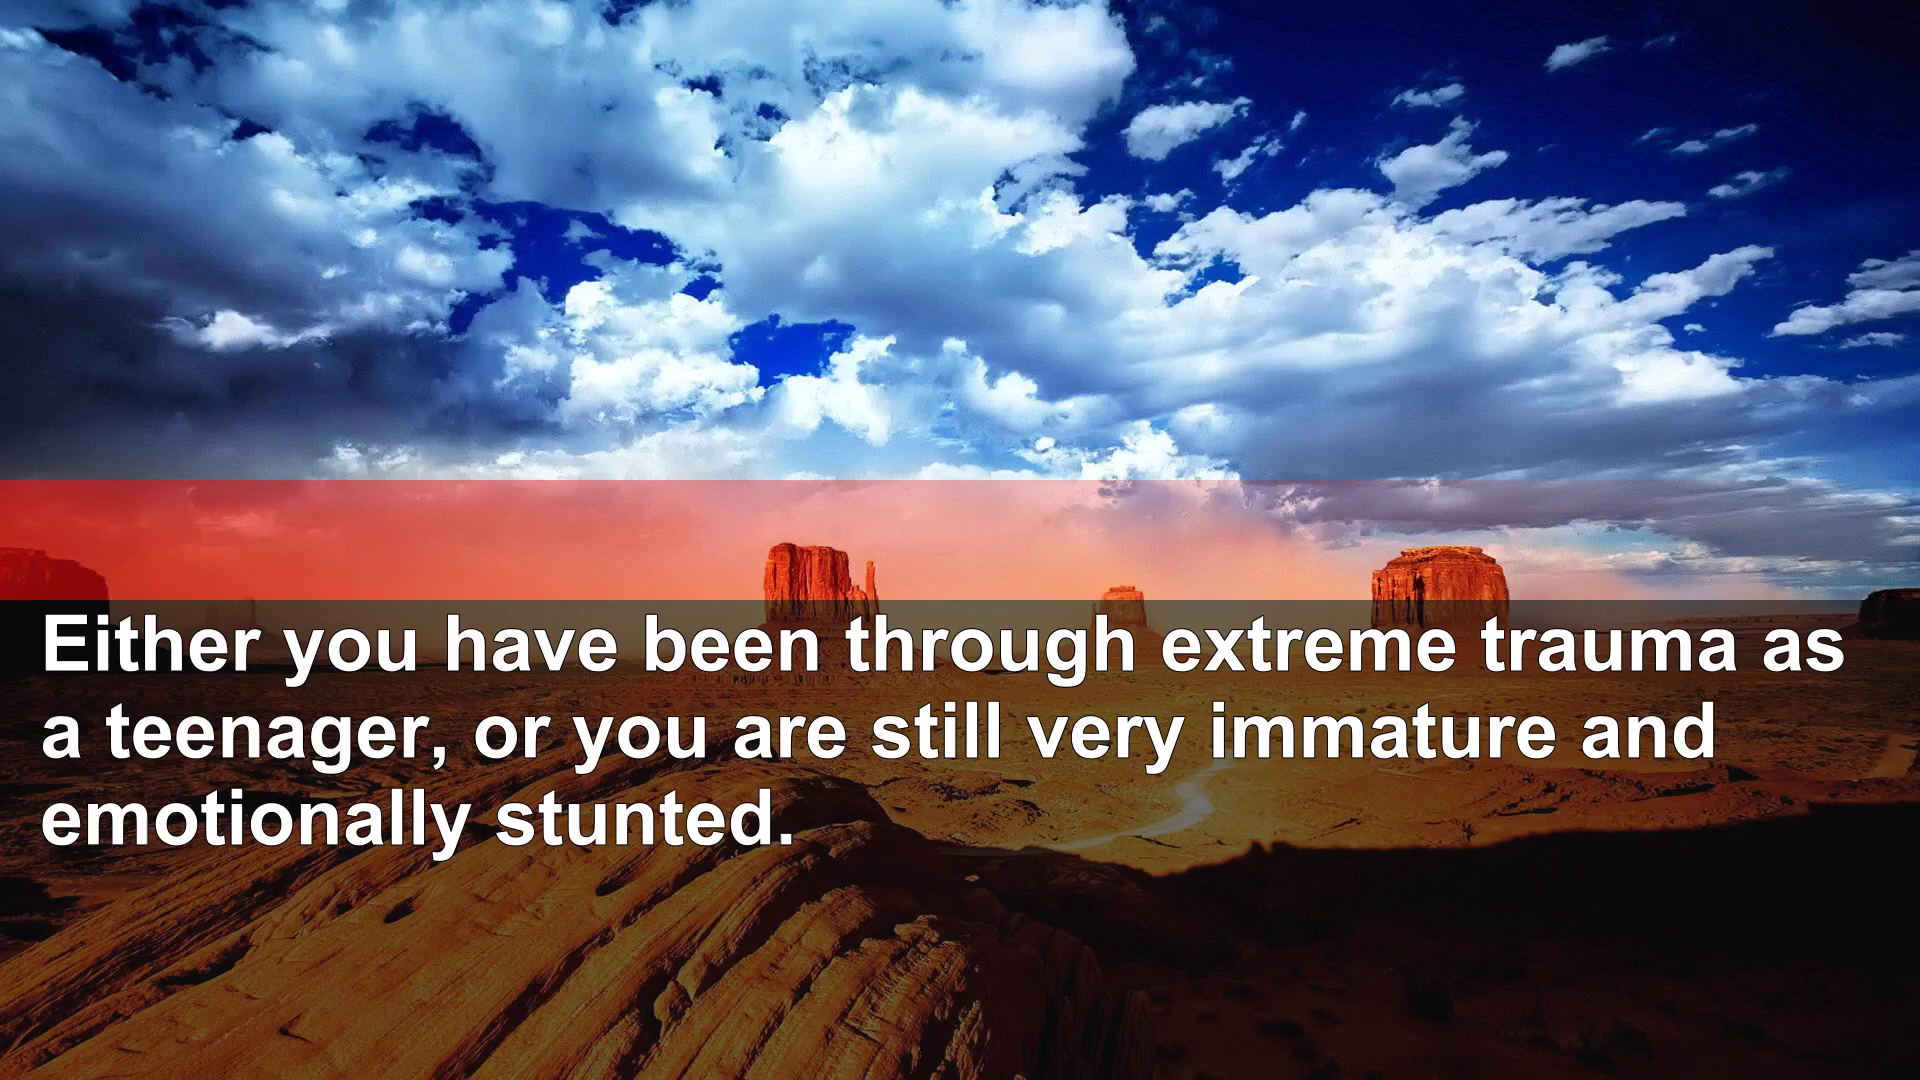 Either you have been through extreme trauma as
a teenager, or you are still very immature and
emotionally stunted.